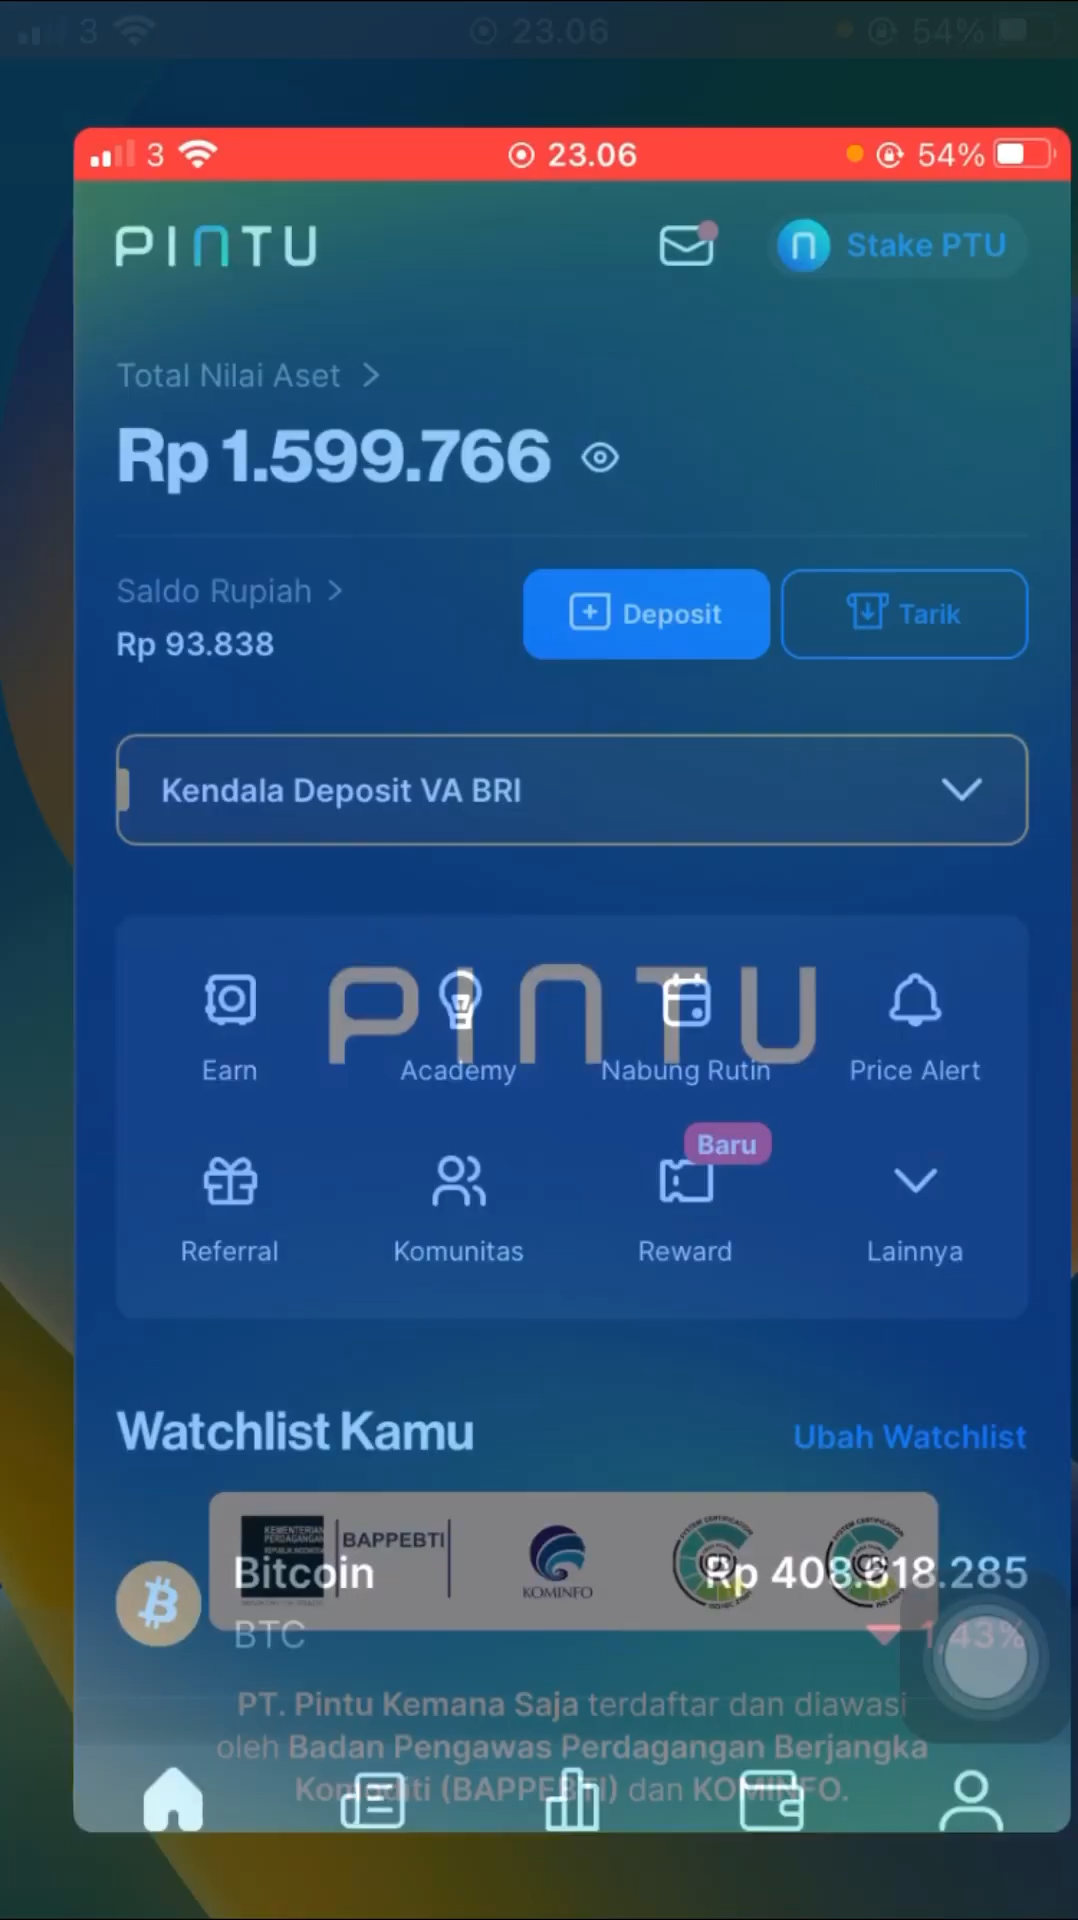 3 23.06 54%
3 23.06 54%
PINTU
Stake PTU
Total Nilai Aset
Rp 1.599.766
Saldo Rupiah
Rp 93.838
Deposit
Tarik
Kendala Deposit VA BRI
PINTU
Earn
Academy
Nabung Rutin
Price Alert
Baru
Referral
Komunitas
Reward
Lainnya
Watchlist Kamu
Ubah Watchlist
KEMENTERIAN
PERDAGANGAN
REPUBLIK INDONESIA
BAPPEBTI
KOMINFO
Bitcoin
Rp 408.618.285
BTC
1,43%
PT. Pintu Kemana Saja terdaftar dan diawasi
oleh Badan Pengawas Perdagangan Berjangka
Komoditi (BAPPEBTI) dan KOMINFO.